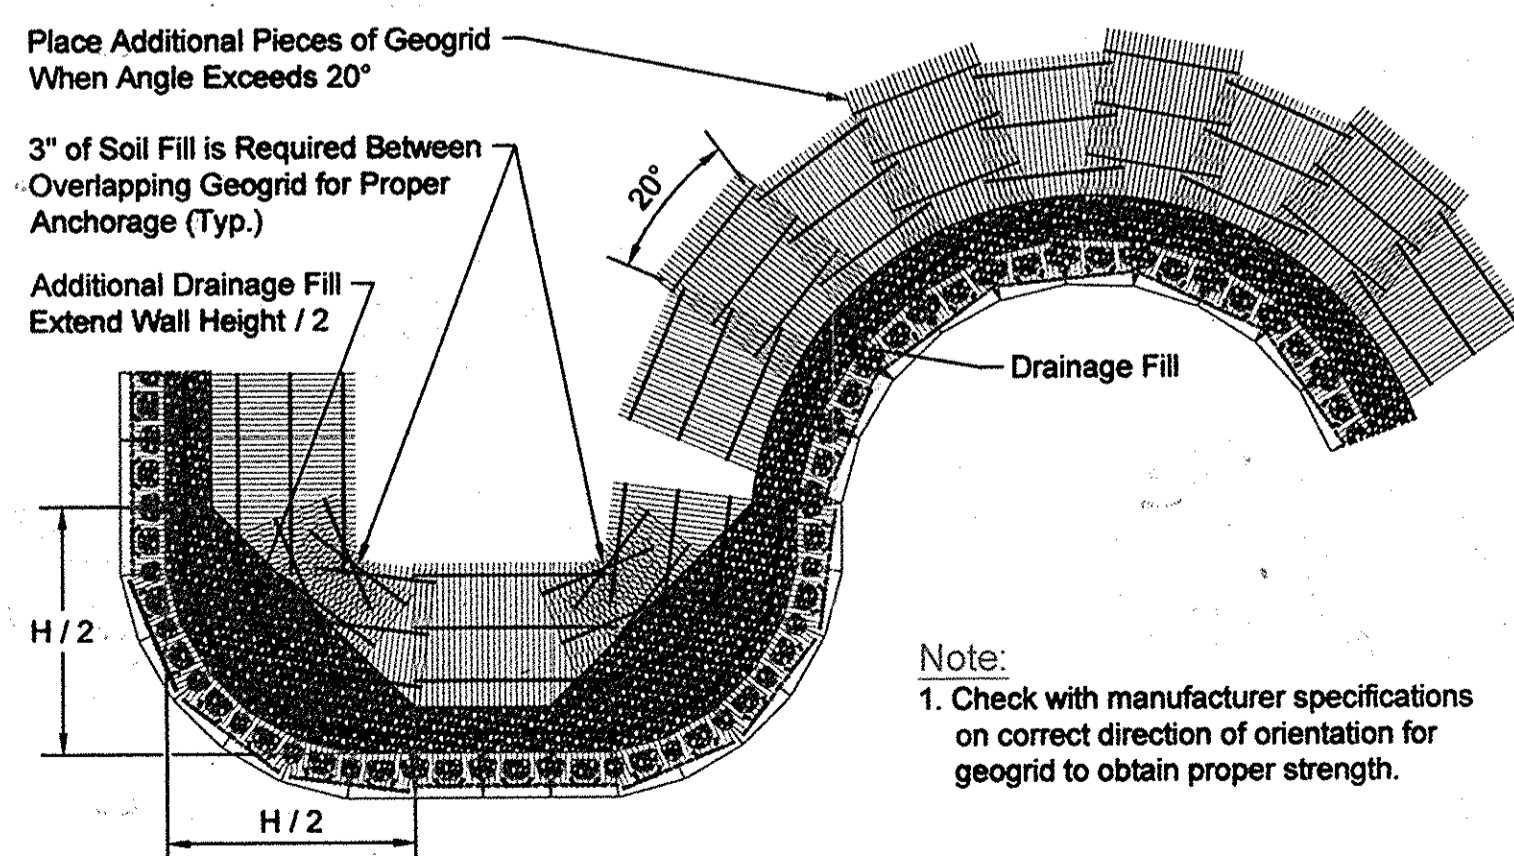 Place Additional Pieces of Geogrid
When Angle Exceeds 20°
3" of Soil Fill is Required Between
Overlapping Geogrid for Proper
Anchorage (Typ.)
Additional Drainage Fill
Extend Wall Height / 2
20°
Drainage Fill
H / 2
H / 2
Note:
1. Check with manufacturer specifications
on correct direction of orientation for
geogrid to obtain proper strength.